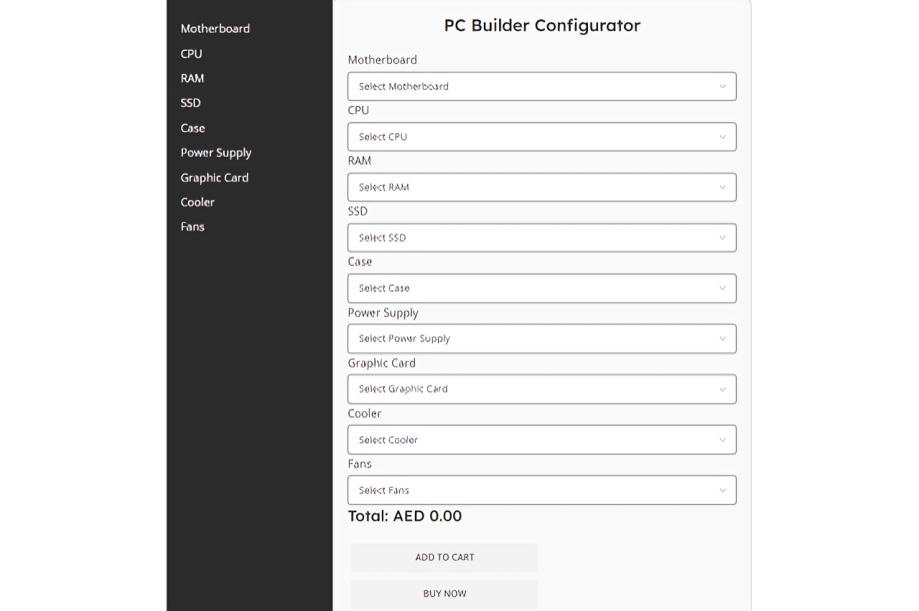 Motherboard
CPU
RAM
SSD
Case
Power Supply
Graphic Card
Cooler
Fans
PC Builder Configurator
Motherboard
Select Motherboard
CPU
Select CPU
RAM
Select RAM
SSD
Select SSD
Case
Select Case
Power Supply
Select Power Supply
Graphic Card
Select Graphic Card
Cooler
Select Cooler
Fans
Select Fans
Total: AED 0.00
ADD TO CART
BUY NOW